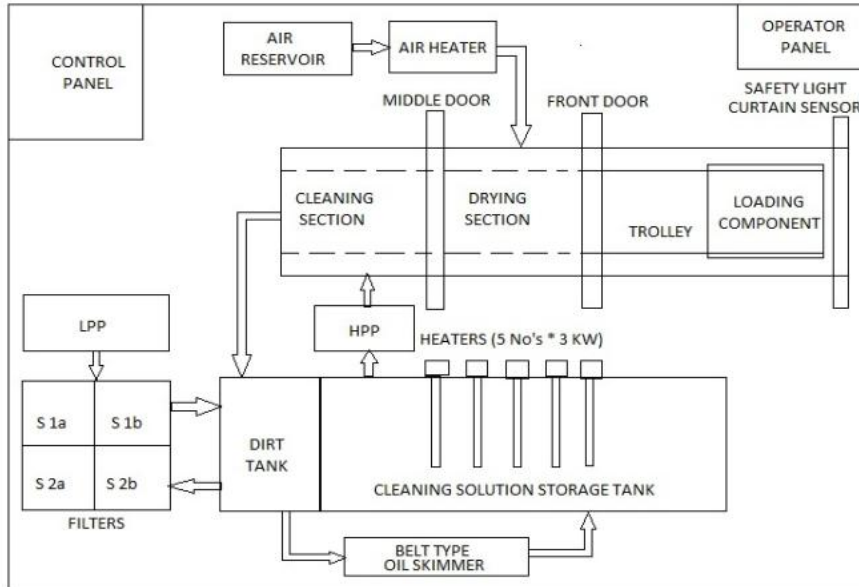 CONTROL
PANEL
AIR
RESERVOIR
AIR HEATER
OPERATOR
PANEL
MIDDLE DOOR
FRONT DOOR
SAFETY LIGHT
CURTAIN SENSOR
CLEANING
SECTION
DRYING
SECTION
TROLLEY
LOADING
COMPONENT
LPP
HPP
HEATERS (5 No's * 3 KW)
S 1a
S 1b
S 2a
S 2b
FILTERS
DIRT
TANK
CLEANING SOLUTION STORAGE TANK
BELT TYPE
OIL SKIMMER